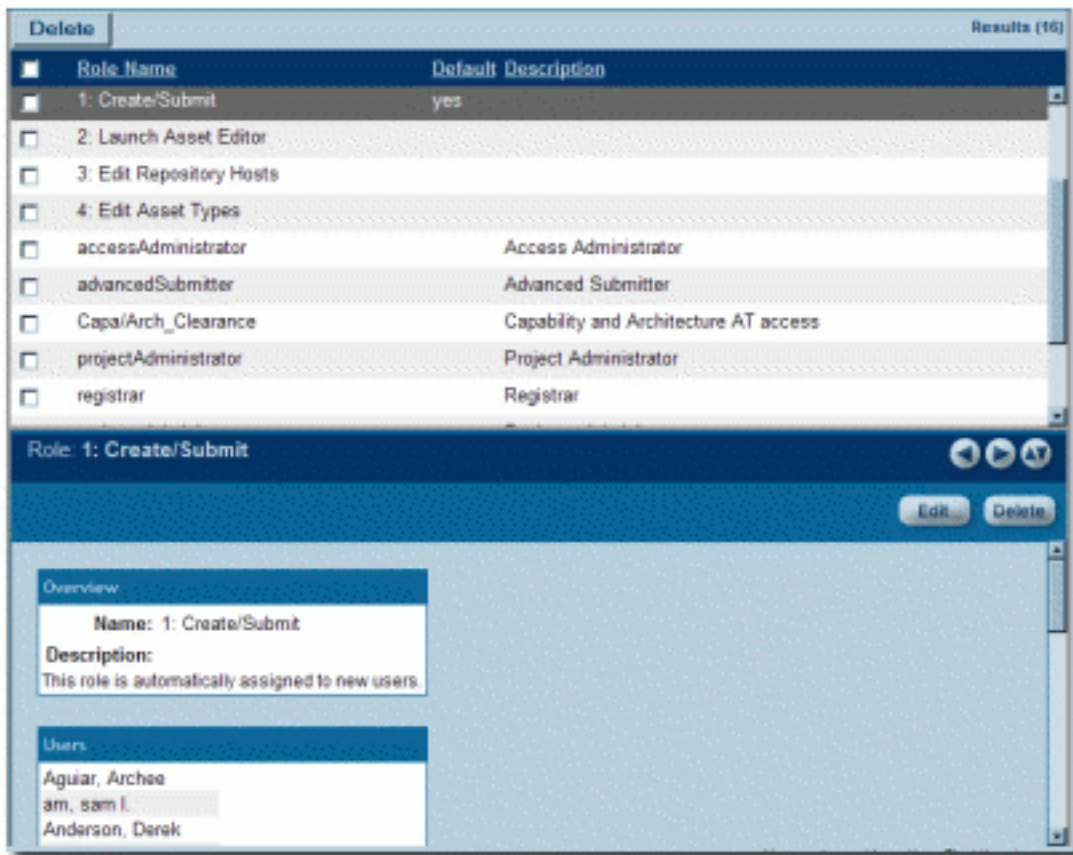 Delete Results (16)
Role Name Default Description
1: Create/Submit yes
2: Launch Asset Editor
3: Edit Repository Hosts
4: Edit Asset Types
accessAdministrator Access Administrator
advancedSubmitter Advanced Submitter
Capa/Arch_Clearance Capability and Architecture AT access
projectAdministrator Project Administrator
registrar Registrar
Role: 1: Create/Submit
Edit... Delete
Overview
Name: 1: Create/Submit
Description:
This role is automatically assigned to new users.
Users
Aguiar, Archee
am, sam I.
Anderson, Derek